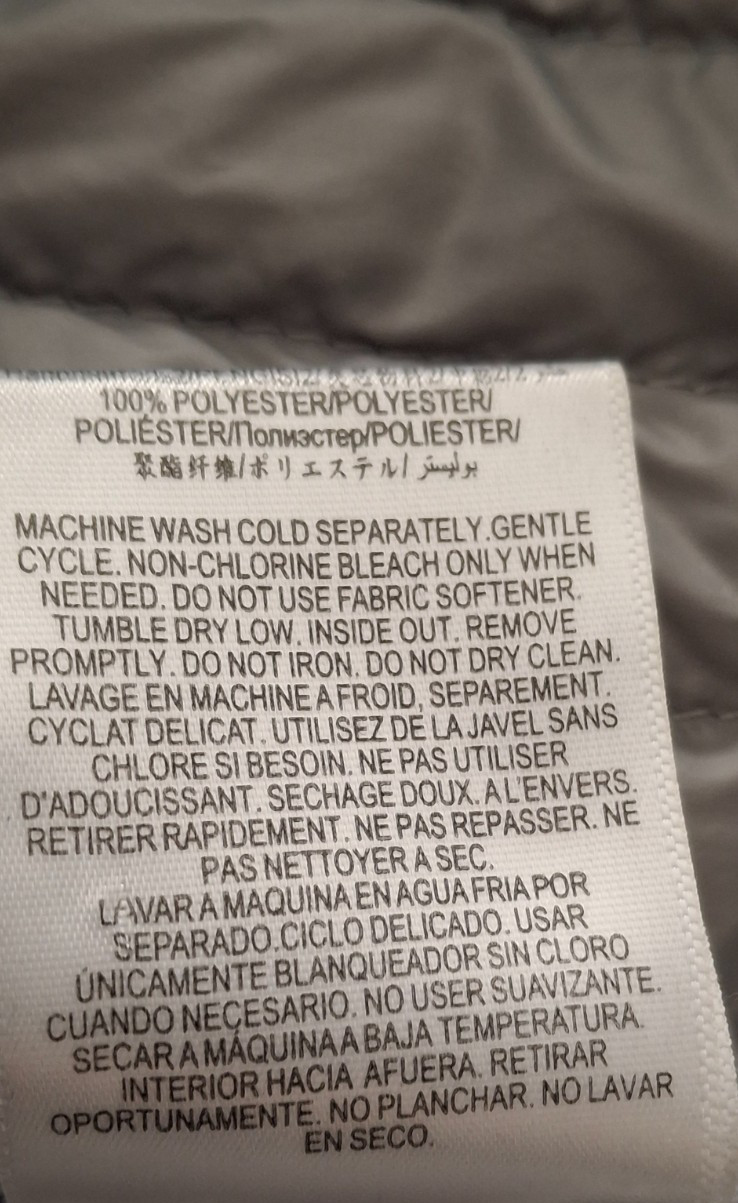 100% POLYESTER/POLYESTER/
POLIÉSTER/Полиэстер/POLIESTER/
聚酯纤维/ポリエステル/ بوليستر
MACHINE WASH COLD SEPARATELY.GENTLE
CYCLE. NON-CHLORINE BLEACH ONLY WHEN
NEEDED. DO NOT USE FABRIC SOFTENER.
TUMBLE DRY LOW. INSIDE OUT. REMOVE
PROMPTLY. DO NOT IRON. DO NOT DRY CLEAN.
LAVAGE EN MACHINE A FROID, SEPAREMENT.
CYCLAT DELICAT. UTILISEZ DE LA JAVEL SANS
CHLORE SI BESOIN. NE PAS UTILISER
D'ADOUCISSANT. SECHAGE DOUX. A L'ENVERS.
RETIRER RAPIDEMENT. NE PAS REPASSER. NE
PAS NETTOYER A SEC.
LAVAR A MAQUINA EN AGUA FRIA POR
SEPARADO.CICLO DELICADO. USAR
ÚNICAMENTE BLANQUEADOR SIN CLORO
CUANDO NECESARIO. NO USER SUAVIZANTE.
SECAR A MÁQUINA A BAJA TEMPERATURA.
INTERIOR HACIA AFUERA. RETIRAR
OPORTUNAMENTE. NO PLANCHAR. NO LAVAR
EN SECO.